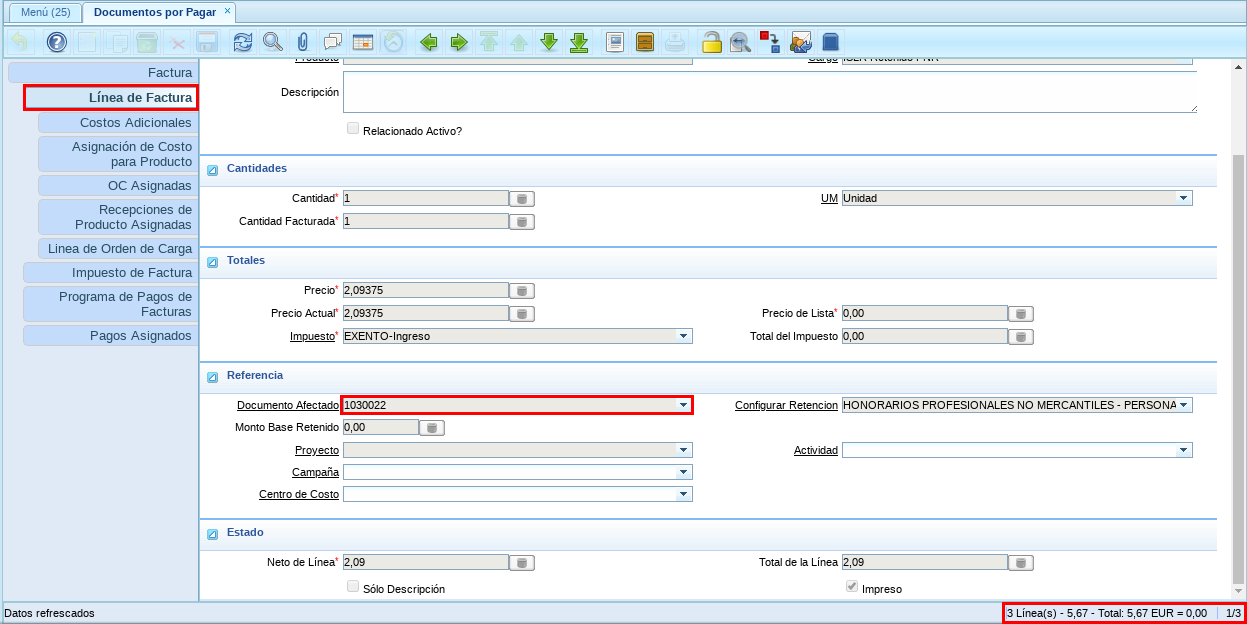 Menú (25)
Documentos por Pagar ×
Factura
Línea de Factura
Costos Adicionales
Asignación de Costo
para Producto
OC Asignadas
Recepciones de
Producto Asignadas
Linea de Orden de Carga
Impuesto de Factura
Programa de Pagos de
Facturas
Pagos Asignados
Producto
Cargo ISLR Retenido PNR
Descripción
Relacionado Activo?
Cantidades
Cantidad* 1
UM Unidad
Cantidad Facturada* 1
Totales
Precio* 2,09375
Precio Actual* 2,09375
Precio de Lista* 0,00
Impuesto* EXENTO-Ingreso
Total del Impuesto 0,00
Referencia
Documento Afectado 1030022
Configurar Retencion HONORARIOS PROFESIONALES NO MERCANTILES - PERSONA
Monto Base Retenido 0,00
Proyecto
Actividad
Campaña
Centro de Costo
Estado
Neto de Línea* 2,09
Total de la Línea 2,09
Sólo Descripción
Impreso
Datos refrescados
3 Línea(s) - 5,67 - Total: 5,67 EUR = 0,00 1/3